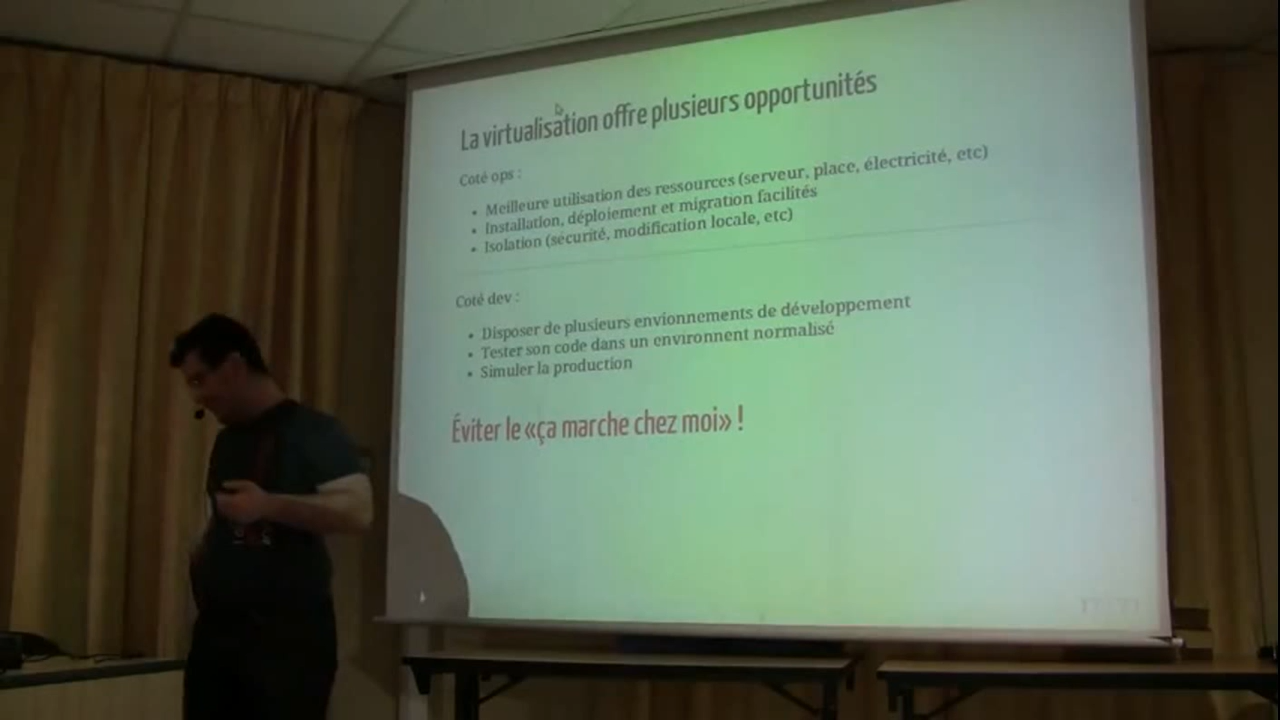 La virtualisation offre plusieurs opportunités
Coté ops :
• Meilleure utilisation des ressources (serveur, place, électricité, etc)
• Installation, déploiement et migration facilités
• Isolation (sécurité, modification locale, etc)
Coté dev :
• Disposer de plusieurs envionnements de développement
• Tester son code dans un environnent normalisé
• Simuler la production
Éviter le «ça marche chez moi» !